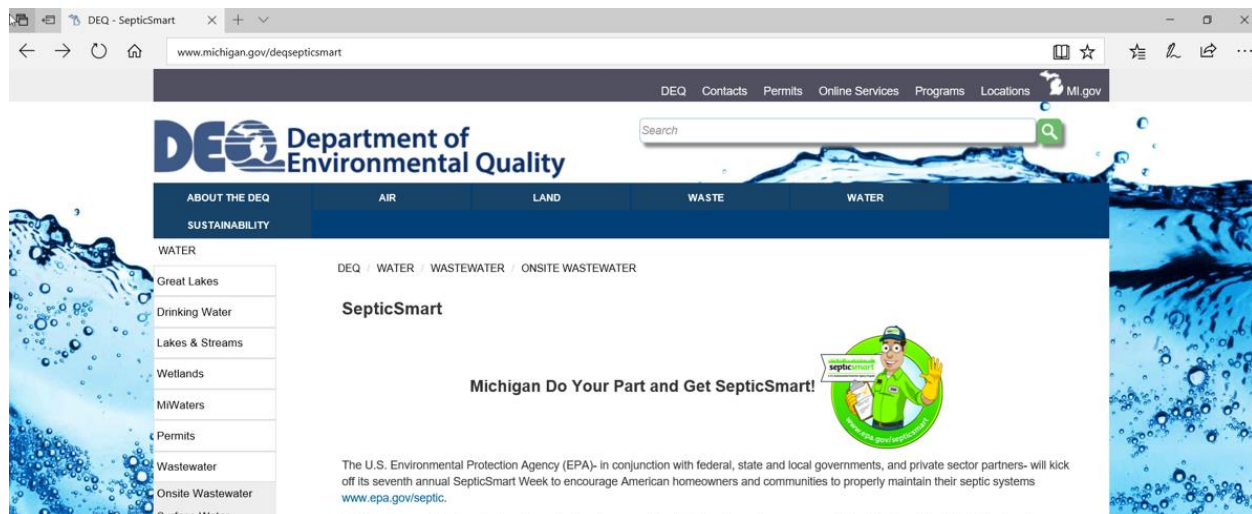 DEQ - SepticSmart
www.michigan.gov/deqsepticsmart
DEQ Contacts Permits Online Services Programs Locations MI.gov
DEQ Department of
Environmental Quality
Search
ABOUT THE DEQ AIR LAND WASTE WATER
SUSTAINABILITY
WATER
Great Lakes
Drinking Water
Lakes & Streams
Wetlands
MiWaters
Permits
Wastewater
Onsite Wastewater
Surface Water
DEQ / WATER / WASTEWATER / ONSITE WASTEWATER
SepticSmart
Michigan Do Your Part and Get SepticSmart!
septicsmart
www.epa.gov/septicsmart
The U.S. Environmental Protection Agency (EPA)- in conjunction with federal, state and local governments, and private sector partners- will kick
off its seventh annual SepticSmart Week to encourage American homeowners and communities to properly maintain their septic systems
www.epa.gov/septic.